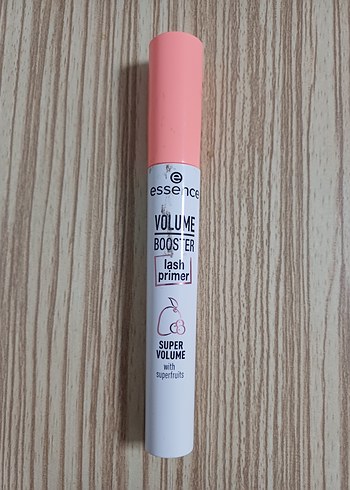 essence
VOLUME
BOOSTER
lash
primer
SUPER
VOLUME
with
superfruits